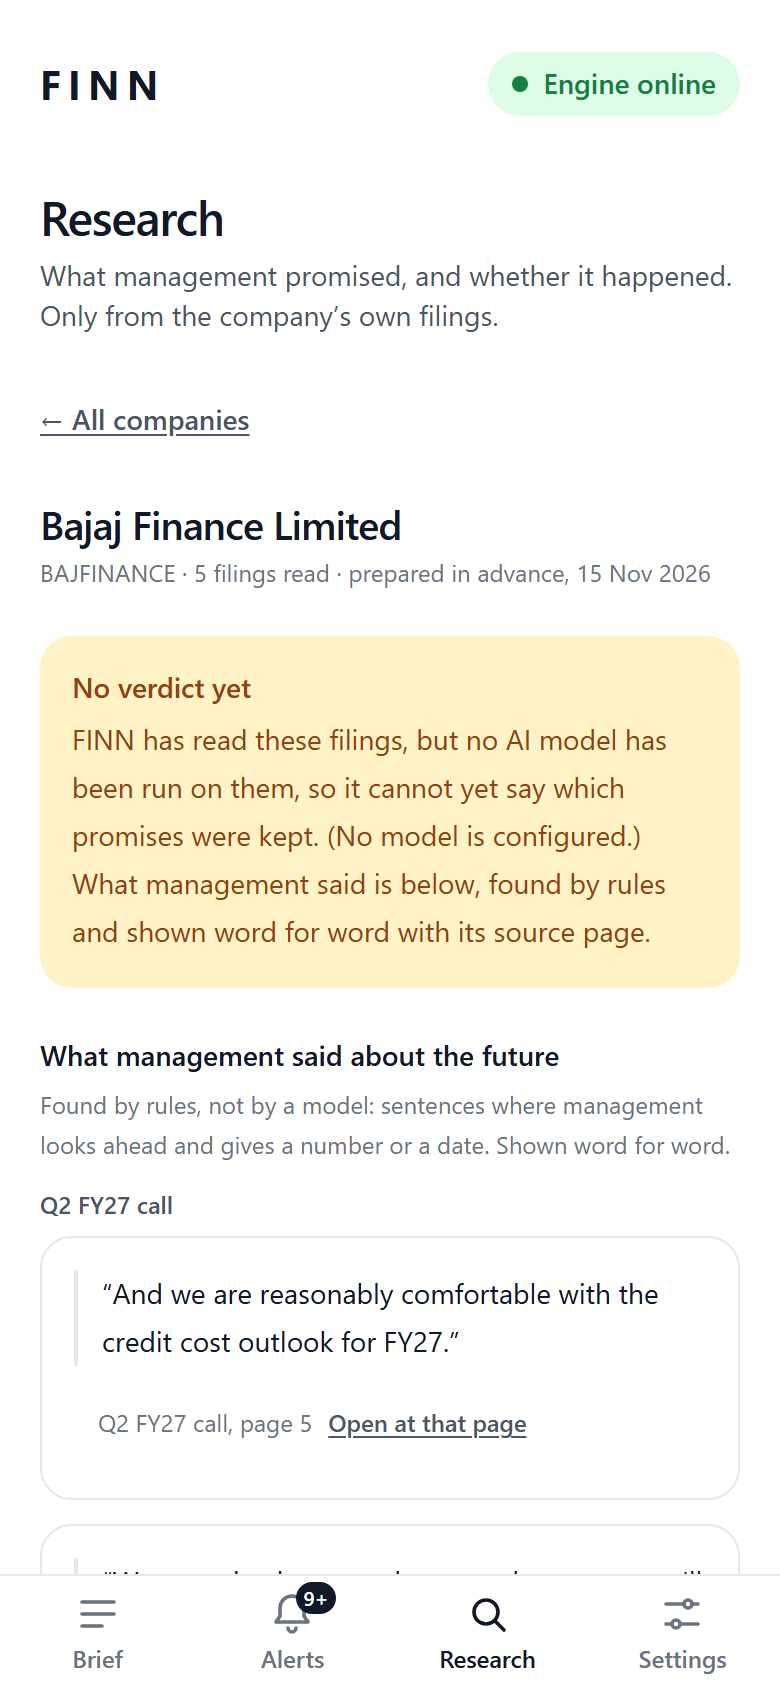 FINN
Engine online
Research
What management promised, and whether it happened.
Only from the company’s own filings.
← All companies
Bajaj Finance Limited
BAJFINANCE · 5 filings read · prepared in advance, 15 Nov 2026
No verdict yet
FINN has read these filings, but no AI model has
been run on them, so it cannot yet say which
promises were kept. (No model is configured.)
What management said is below, found by rules
and shown word for word with its source page.
What management said about the future
Found by rules, not by a model: sentences where management
looks ahead and gives a number or a date. Shown word for word.
Q2 FY27 call
“And we are reasonably comfortable with the
credit cost outlook for FY27.”
Q2 FY27 call, page 5 Open at that page
9+
Brief
Alerts
Research
Settings